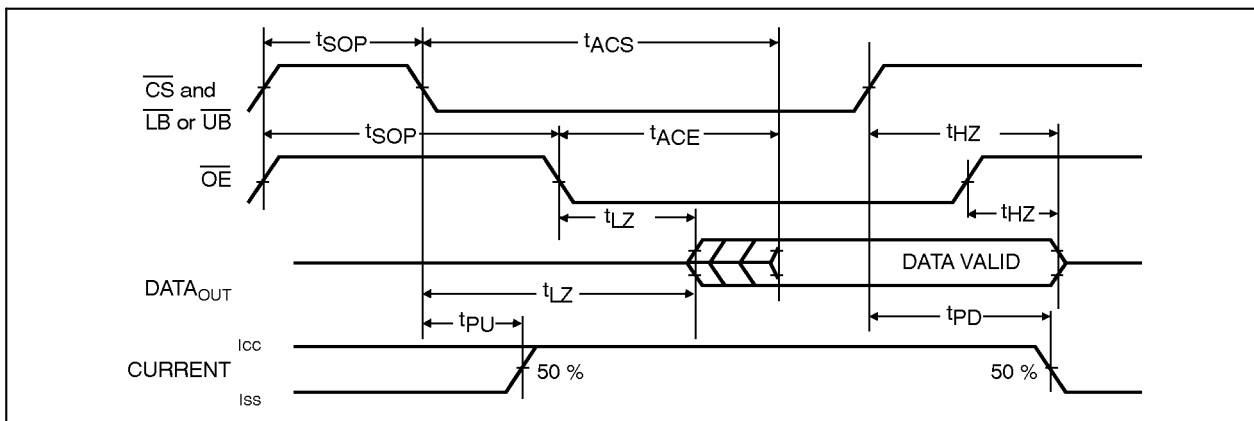 tSOP
tACS
CS and
LB or UB
tSOP
tACE
tHZ
OE
tLZ
tHZ
DATA VALID
DATAOUT
tLZ
tPU
tPD
ICC
CURRENT
50 %
50 %
ISS